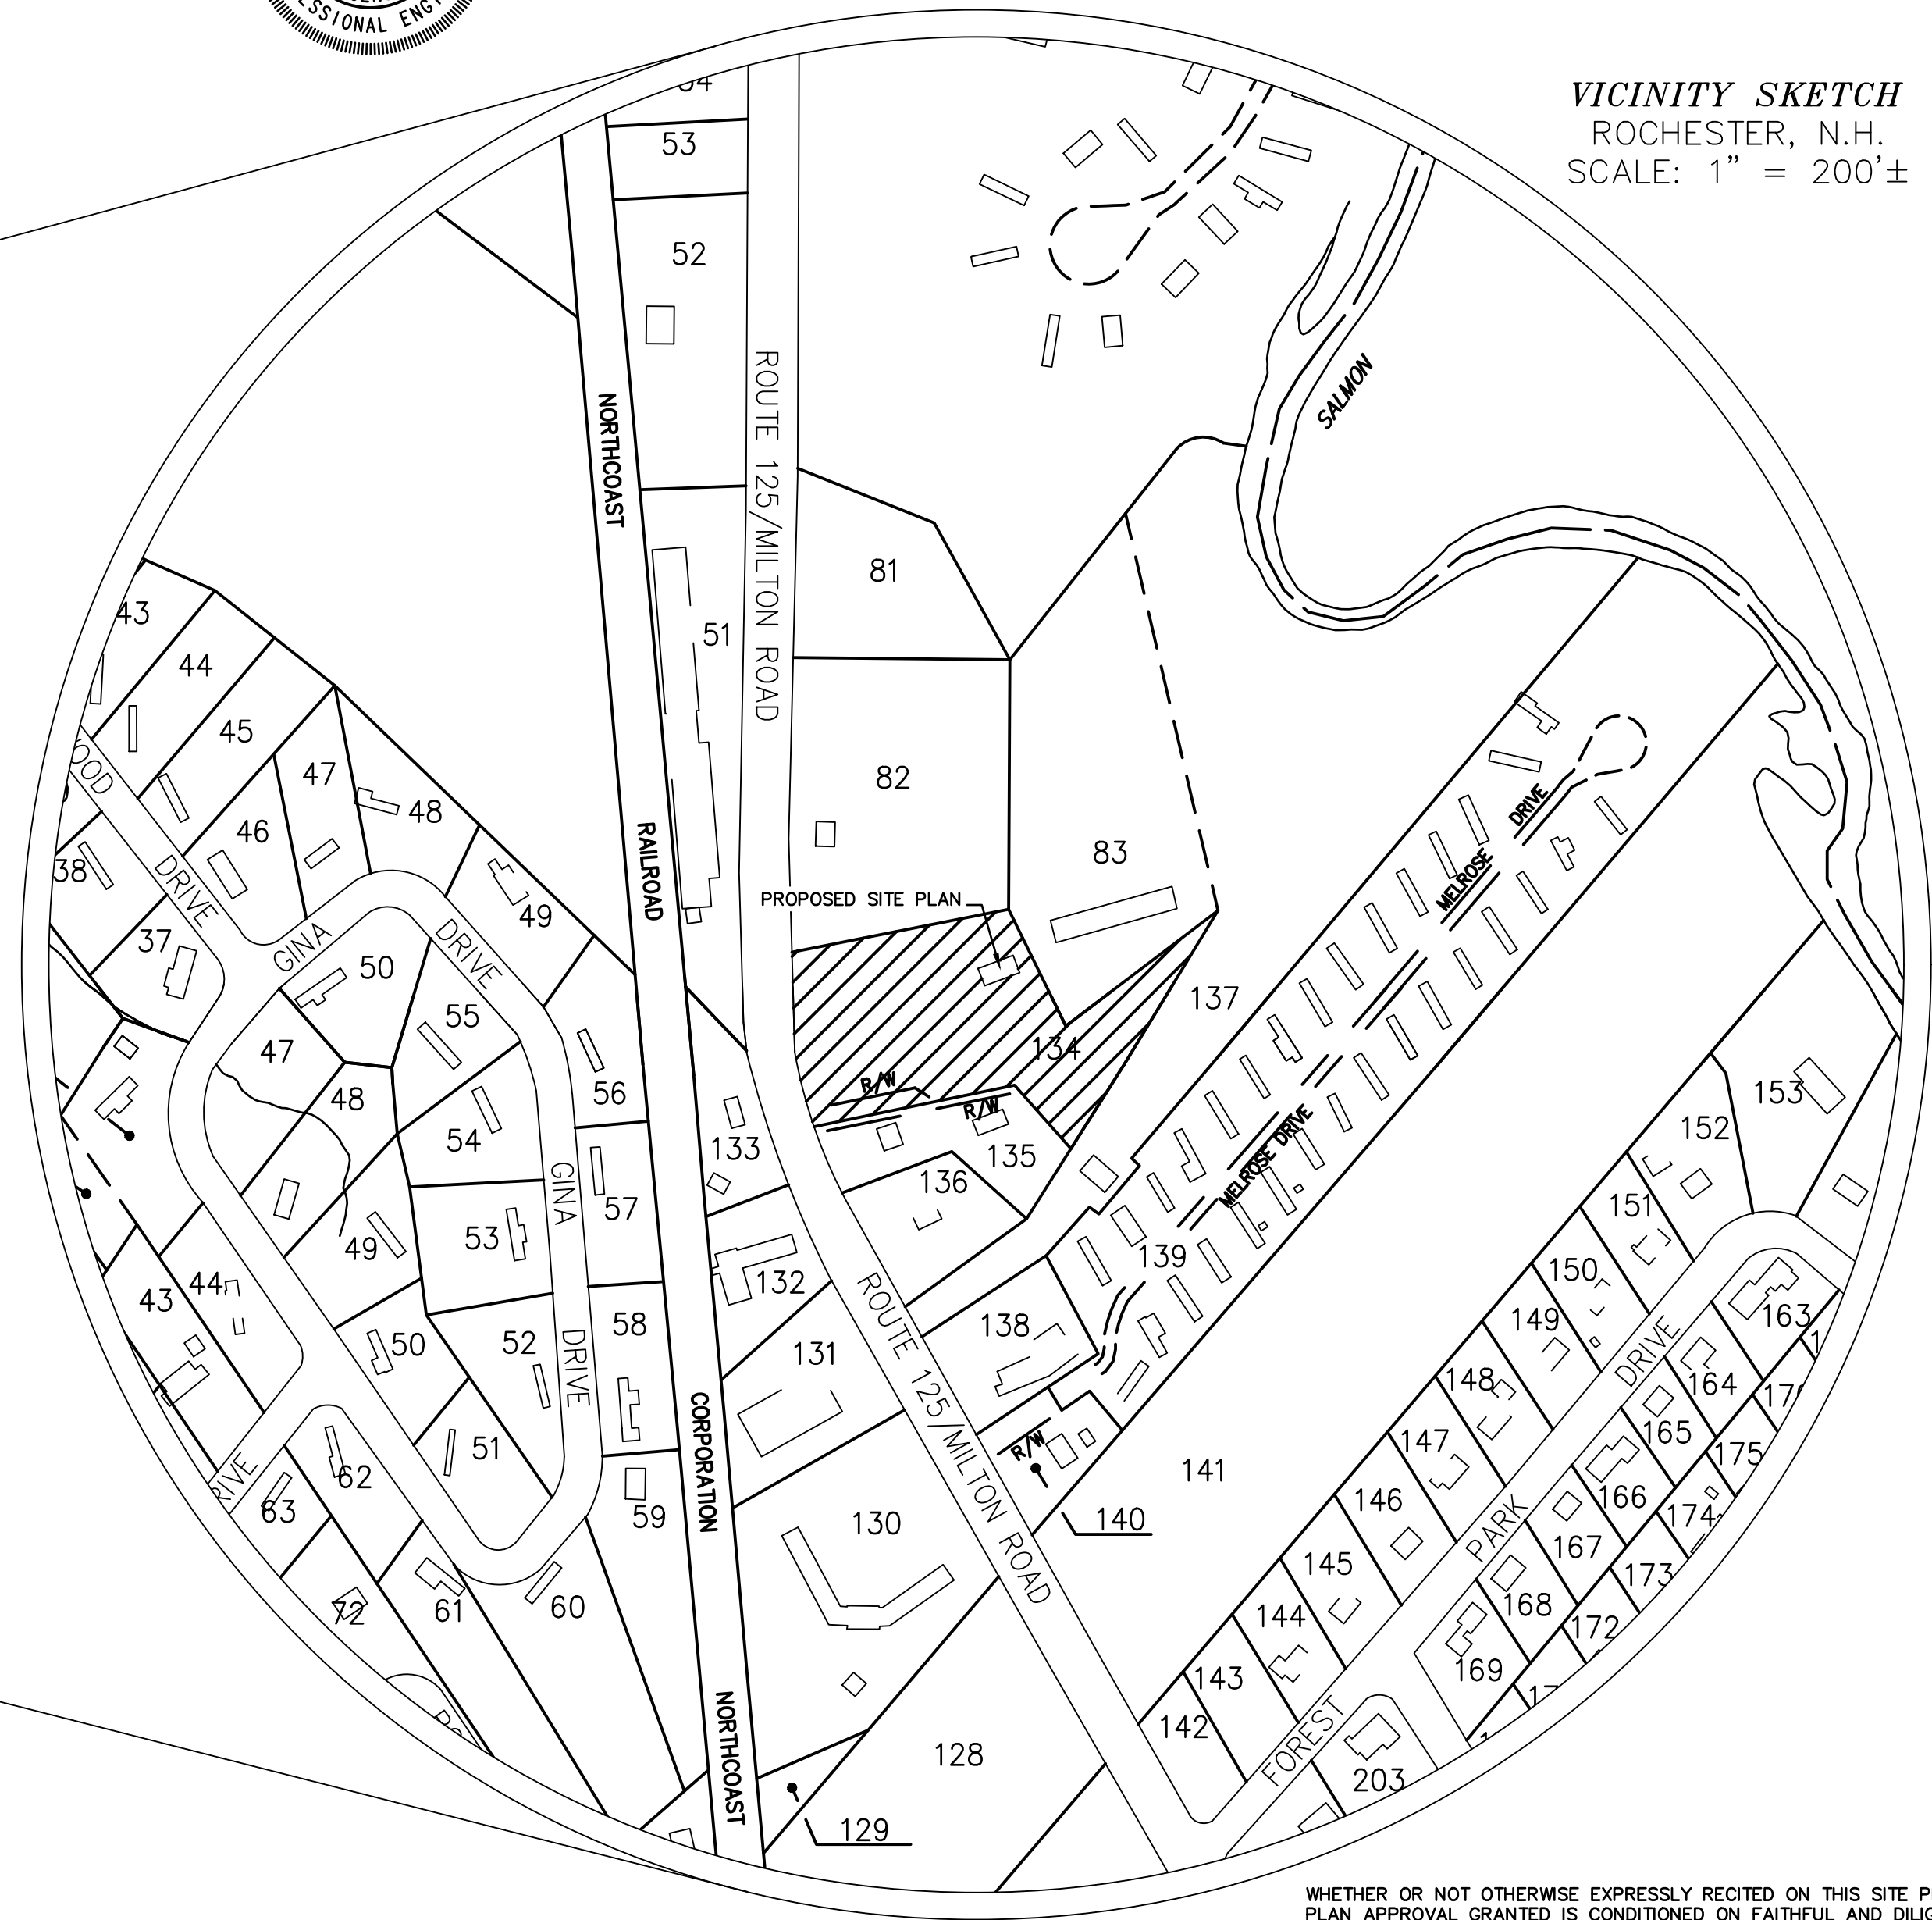 ESSIONAL ENG
VICINITY SKETCH
ROCHESTER, N.H.
SCALE: 1" = 200'±
53
52
ROUTE 125/MILTON ROAD
NORTHCOAST
SALMON
81
43
51
44
45
82
47
48
46
83
RAILROAD
DRIVE
MELROSE
38
DRIVE
PROPOSED SITE PLAN
49
37
GINA
DRIVE
50
137
55
134
47
R/W
R/W
56
48
153
152
MELROSE DRIVE
54
133
135
136
GINA
57
151
53
49
139
132
150
44
43
58
138
149
163
52
50
DRIVE
131
DRIVE
148
164
ROUTE 125/MILTON ROAD
CORPORATION
165
147
R/W
51
175
62
141
146
166
63
59
130
140
174
PARK
167
145
173
168
72
61
60
144
172
169
143
NORTHCOAST
142
FOREST
128
203
129
WHETHER OR NOT OTHERWISE EXPRESSLY RECITED ON THIS SITE P
PLAN APPROVAL GRANTED IS CONDITIONED ON FAITHFUL AND DILIG